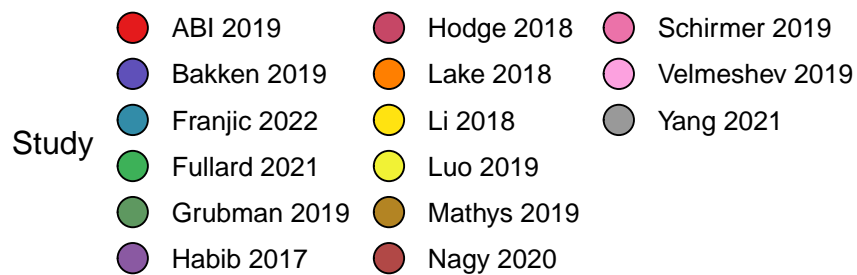 Study
ABI 2019
Bakken 2019
Franjic 2022
Fullard 2021
Grubman 2019
Habib 2017
Hodge 2018
Lake 2018
Li 2018
Luo 2019
Mathys 2019
Nagy 2020
Schirmer 2019
Velmeshev 2019
Yang 2021